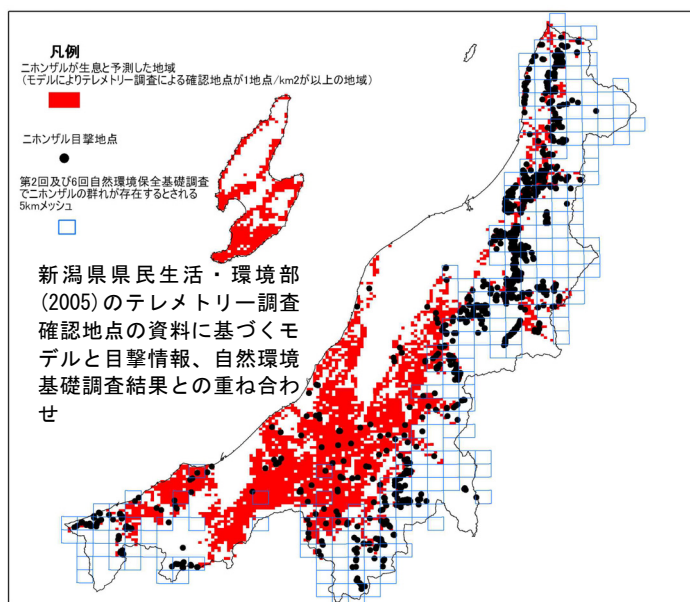 凡例
ニホンザルが生息と予測した地域
（モデルによりテレメトリー調査による確認地点が1地点/km2が以上の地域）
ニホンザル目撃地点
第2回及び6回自然環境保全基礎調査
でニホンザルの群れが存在するとされる
5kmメッシュ
新潟県県民生活・環境部
(2005)のテレメトリー調査
確認地点の資料に基づくモ
デルと目撃情報、自然環境
基礎調査結果との重ね合わ
せ